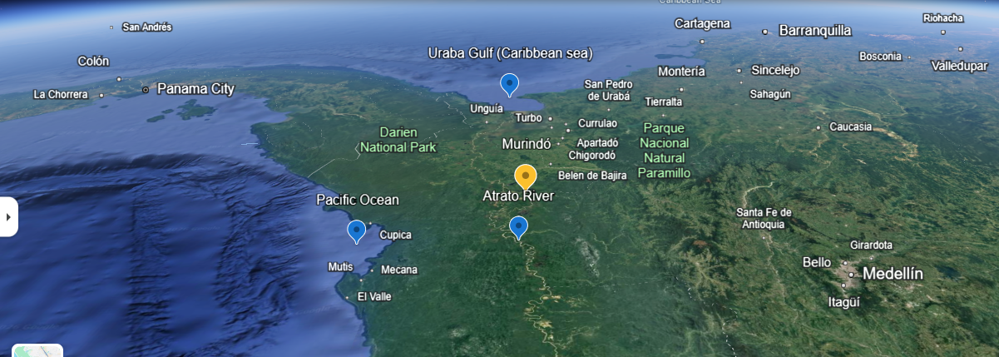 Caribbean Sea
San Andrés
Cartagena
Riohacha
Barranquilla
Uraba Gulf (Caribbean sea)
Bosconia
Colón
Valledupar
Montería
Sincelejo
La Chorrera
Panama City
San Pedro
de Urabá
Sahagún
Tierralta
Unguía
Turbo
Currulao
Caucasia
Darien
National Park
Parque
Nacional
Natural
Paramillo
Murindó
Apartadó
Chigorodó
Belén de Bajira
Atrato River
Pacific Ocean
Santa Fe de
Antioquia
Cupica
Girardota
Mutis
Mecana
Bello
Medellín
El Valle
Itagüí